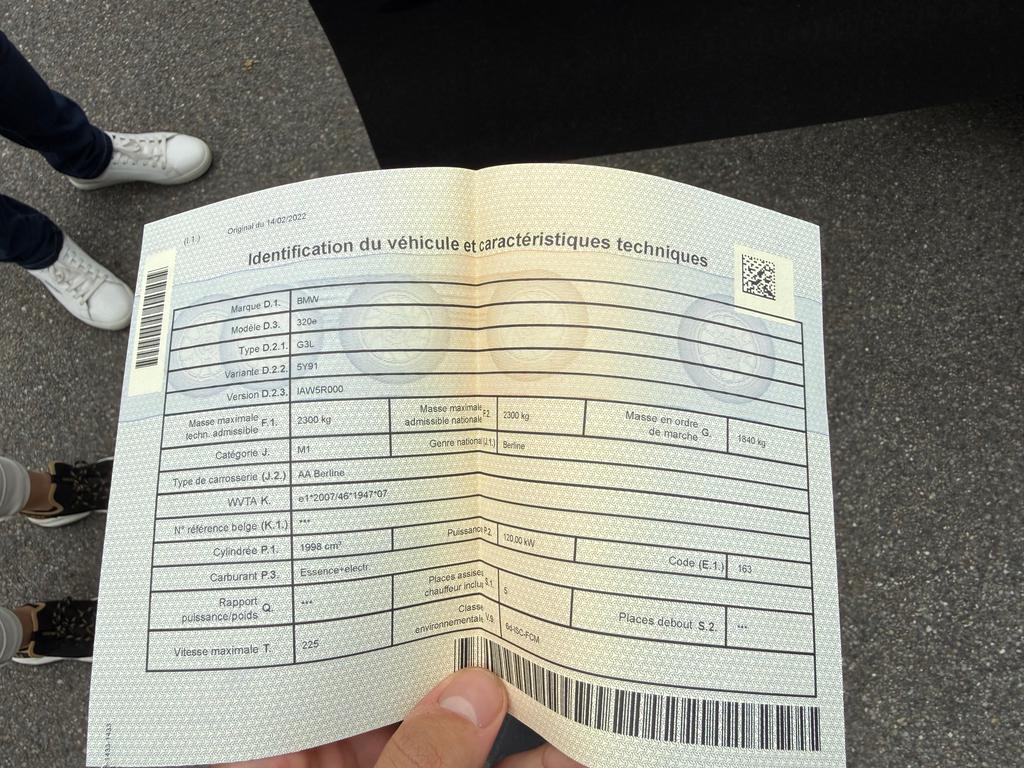 (I.1.) Original du 14/02/2022
Identification du véhicule et caractéristiques techniques
Marque D.1. BMW
Modèle D.3. 320e
Type D.2.1. G3L
Variante D.2.2. 5Y91
Version D.2.3. IAW5R000
Masse maximale techn. admissible F.1. 2300 kg Masse maximale admissible nationale F.2. 2300 kg Masse en ordre de marche G. 1840 kg
Catégorie J. M1 Genre national (J.1.) Berline
Type de carrosserie (J.2.) AA Berline
WVTA K. e1*2007/46*1947*07
N° référence belge (K.1.) ***
Cylindrée P.1. 1998 cm³ Puissance P.2. 120,00 kW Code (E.1.) 163
Carburant P.3. Essence+electr.
Rapport puissance/poids Q. *** Places assises chauffeur inclu S.1. 5 Places debout S.2. ***
Vitesse maximale T. 225 Classe environnementale V.9. 6d-ISC-FCM